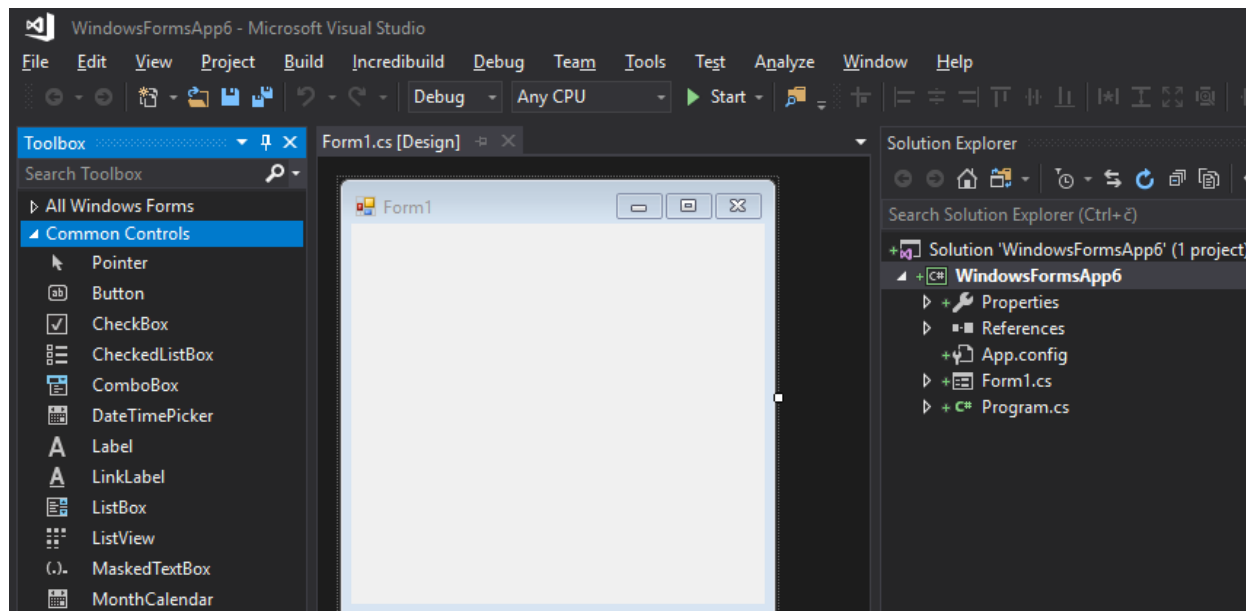 WindowsFormsApp6 - Microsoft Visual Studio
File Edit View Project Build Incredibuild Debug Team Tools Test Analyze Window Help
Debug Any CPU Start
Toolbox
Search Toolbox
All Windows Forms
Common Controls
Pointer
Button
CheckBox
CheckedListBox
ComboBox
DateTimePicker
Label
LinkLabel
ListBox
ListView
MaskedTextBox
MonthCalendar
Form1.cs [Design]
Form1
Solution Explorer
Search Solution Explorer (Ctrl+č)
Solution 'WindowsFormsApp6' (1 project)
C# WindowsFormsApp6
Properties
References
App.config
Form1.cs
C# Program.cs